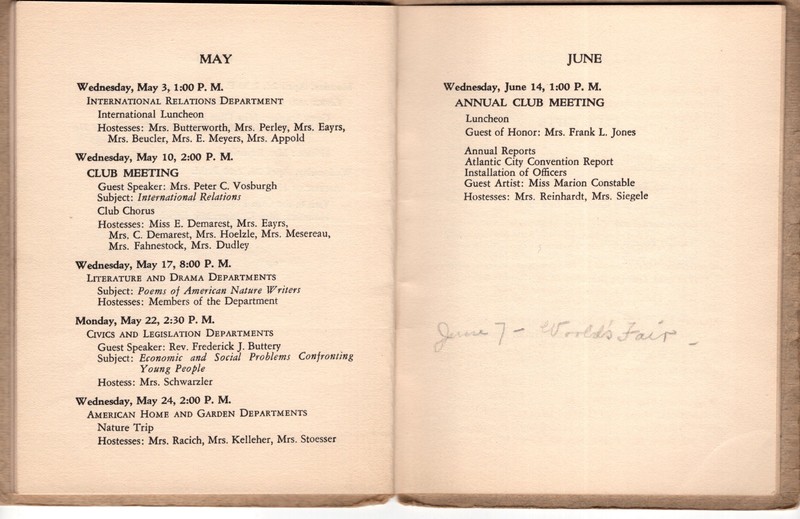 MAY
Wednesday, May 3, 1:00 P. M.
INTERNATIONAL RELATIONS DEPARTMENT
International Luncheon
Hostesses: Mrs. Butterworth, Mrs. Perley, Mrs. Eayrs,
Mrs. Beucler, Mrs. E. Meyers, Mrs. Appold
Wednesday, May 10, 2:00 P. M.
CLUB MEETING
Guest Speaker: Mrs. Peter C. Vosburgh
Subject: International Relations
Club Chorus
Hostesses: Miss E. Demarest, Mrs. Eayrs,
Mrs. C. Demarest, Mrs. Hoelzle, Mrs. Mesereau,
Mrs. Fahnestock, Mrs. Dudley
Wednesday, May 17, 8:00 P. M.
LITERATURE AND DRAMA DEPARTMENTS
Subject: Poems of American Nature Writers
Hostesses: Members of the Department
Monday, May 22, 2:30 P. M.
CIVICS AND LEGISLATION DEPARTMENTS
Guest Speaker: Rev. Frederick J. Buttery
Subject: Economic and Social Problems Confronting
Young People
Hostess: Mrs. Schwarzler
Wednesday, May 24, 2:00 P. M.
AMERICAN HOME AND GARDEN DEPARTMENTS
Nature Trip
Hostesses: Mrs. Racich, Mrs. Kelleher, Mrs. Stoesser
JUNE
Wednesday, June 14, 1:00 P. M.
ANNUAL CLUB MEETING
Luncheon
Guest of Honor: Mrs. Frank L. Jones
Annual Reports
Atlantic City Convention Report
Installation of Officers
Guest Artist: Miss Marion Constable
Hostesses: Mrs. Reinhardt, Mrs. Siegele
June 7 - World's Fair -